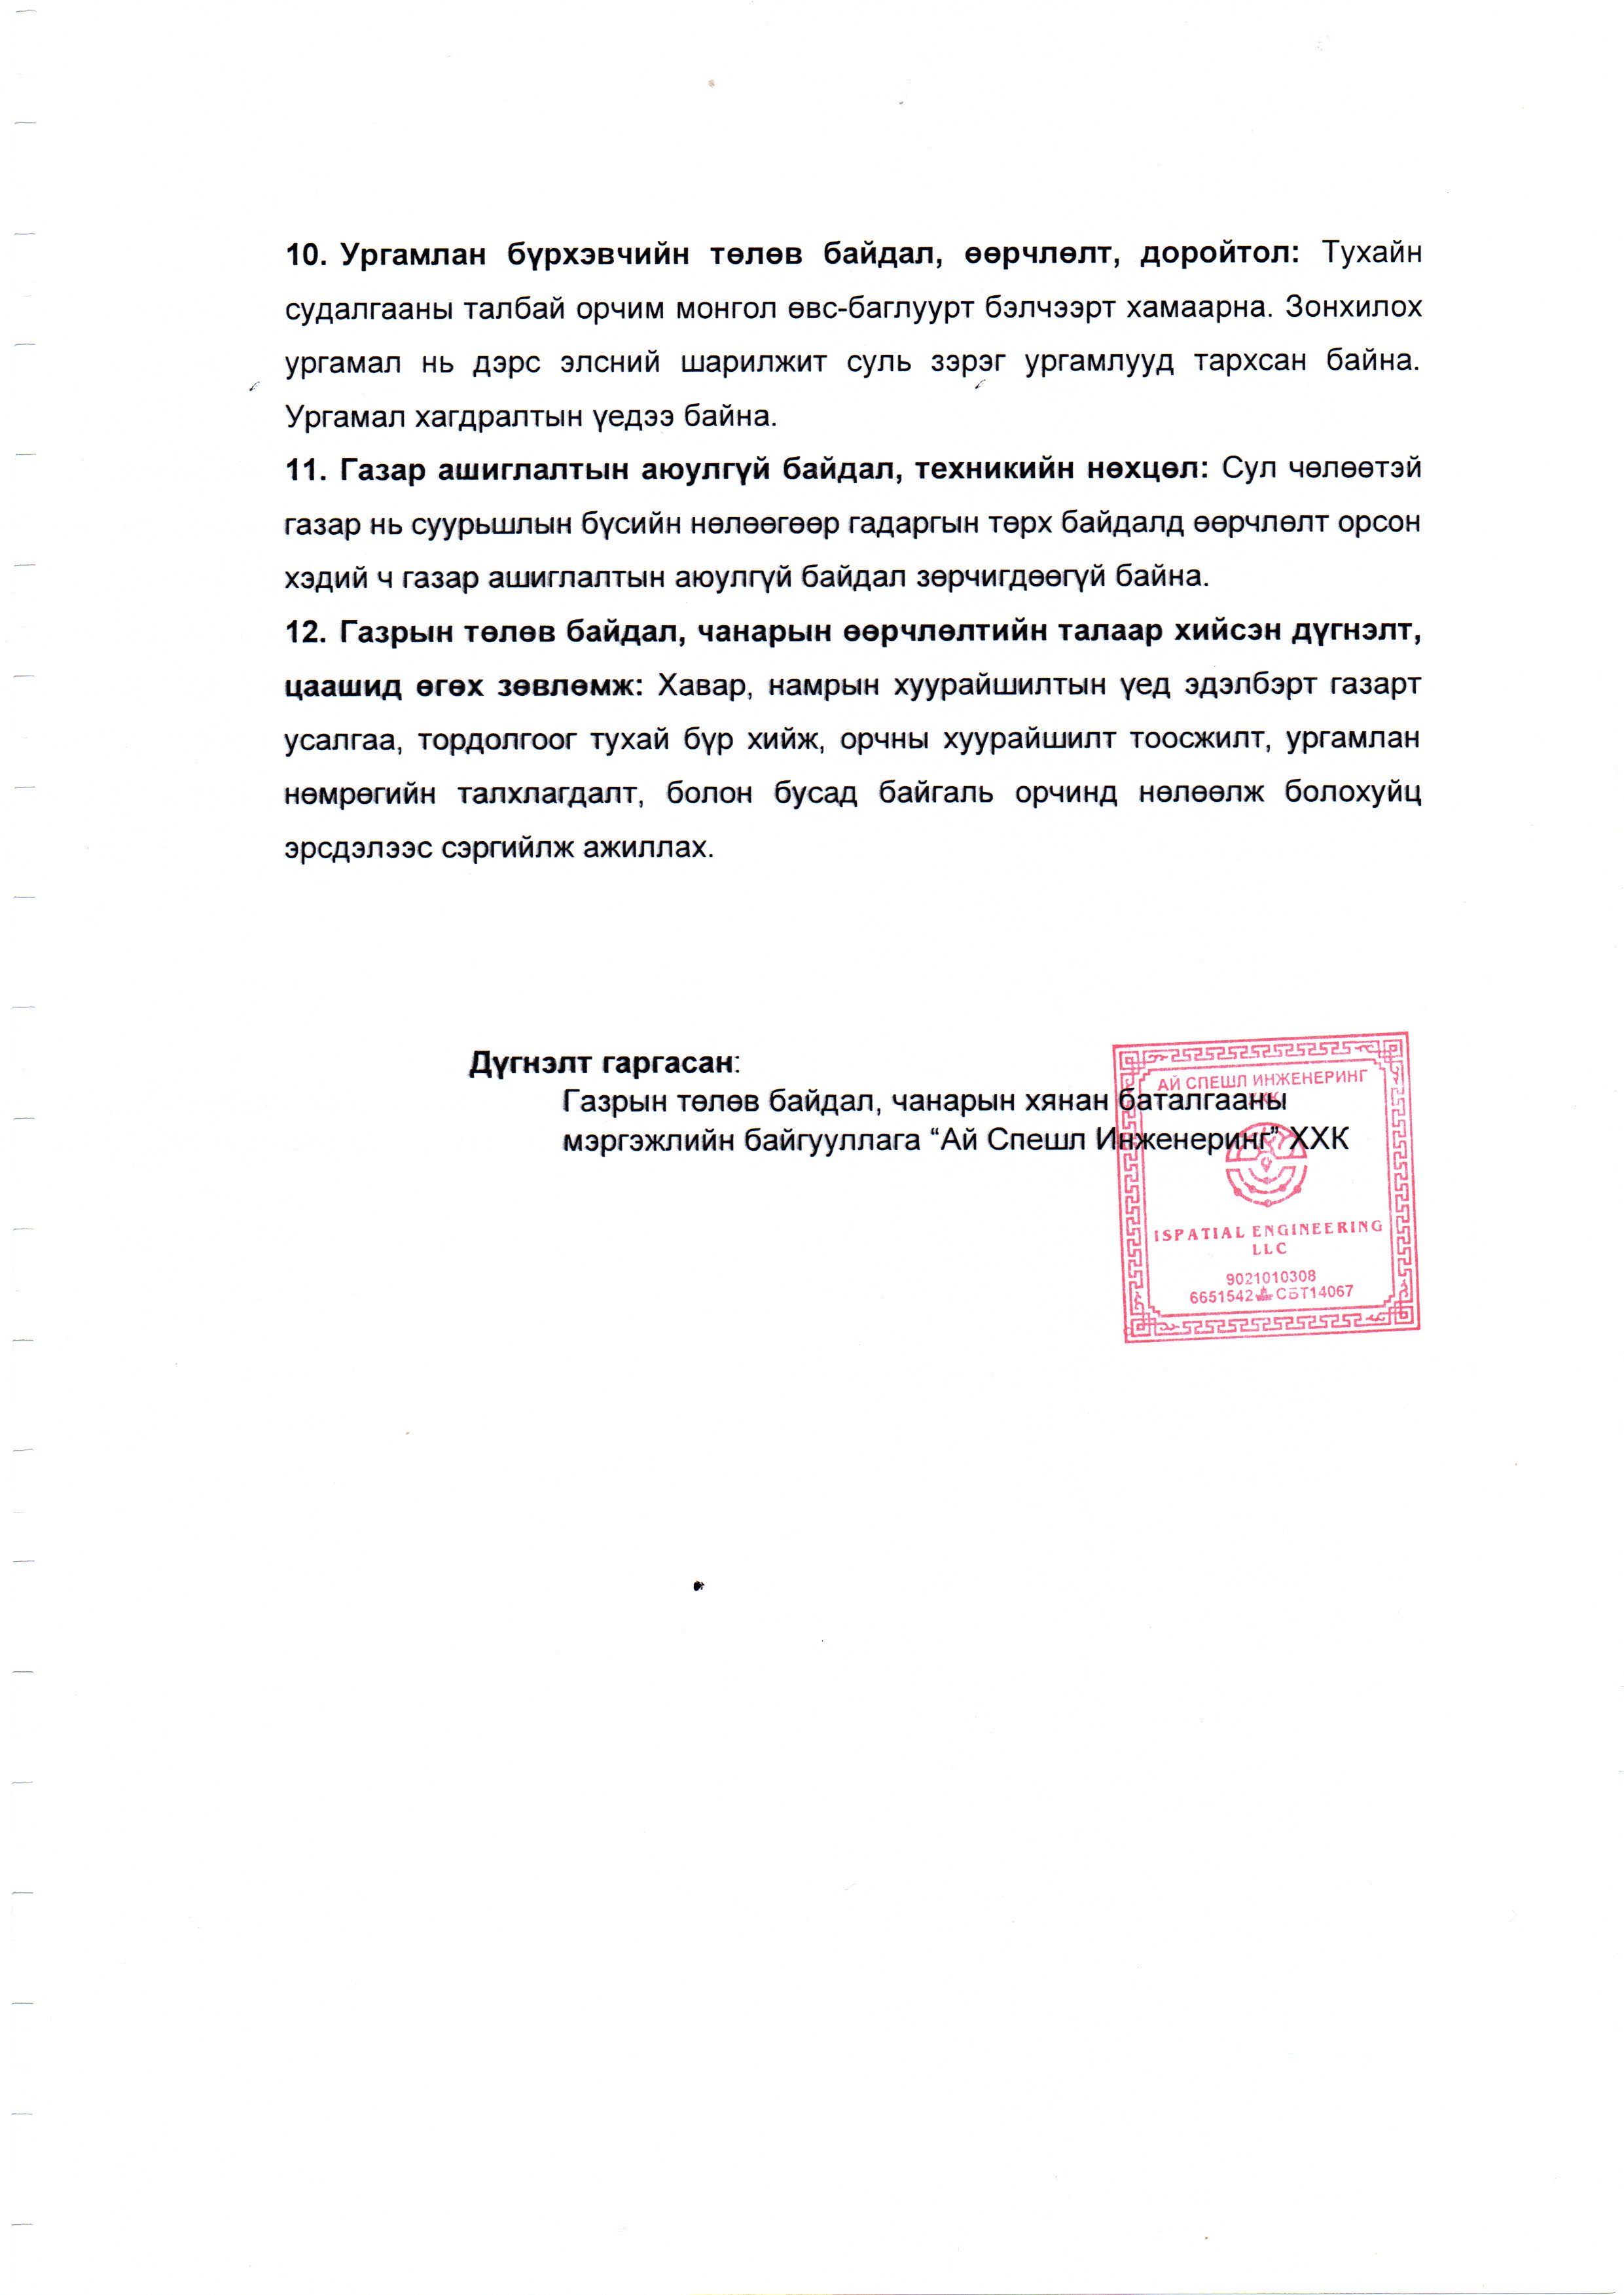 10. Ургамлан бүрхэвчийн төлөв байдал, өөрчлөлт, доройтол: Тухайн
судалгааны талбай орчим монгол өвс-баглуурт бэлчээрт хамаарна. Зонхилох
ургамал нь дэрс элсний шарилжит суль зэрэг ургамлууд тархсан байна.
Ургамал хагдралтын үедээ байна.
11. Газар ашиглалтын аюулгүй байдал, техникийн нөхцөл: Сул чөлөөтэй
газар нь суурьшлын бүсийн нөлөөгөөр гадаргын төрх байдалд өөрчлөлт орсон
хэдий ч газар ашиглалтын аюулгүй байдал зөрчигдөөгүй байна.
12. Газрын төлөв байдал, чанарын өөрчлөлтийн талаар хийсэн дүгнэлт,
цаашид өгөх зөвлөмж: Хавар, намрын хуурайшилтын үед эдэлбэрт газарт
усалгаа, тордолгоог тухай бүр хийж, орчны хуурайшилт тоосжилт, ургамлан
нөмрөгийн талхлагдалт, болон бусад байгаль орчинд нөлөөлж болохуйц
эрсдэлээс сэргийлж ажиллах.
Дүгнэлт гаргасан:
Газрын төлөв байдал, чанарын хянан баталгааны
мэргэжлийн байгууллага “Ай Спешл Инженеринг” ХХК
АЙ СПЕШЛ ИНЖЕНЕРИНГ
ХХК
ISPATIAL ENGINEERING
LLC
9021010308
6651542 СБТ14067